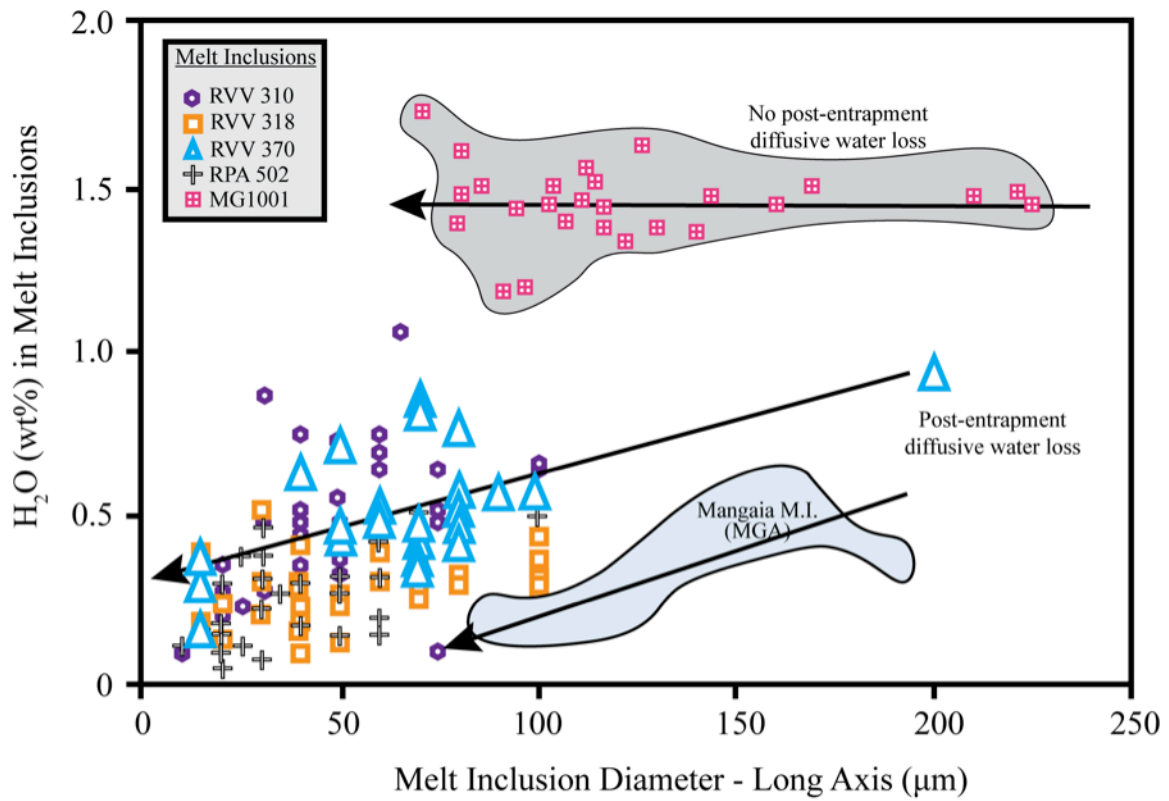 2.0
Melt Inclusions
RVV 310
RVV 318
RVV 370
RPA 502
MG1001
No post-entrapment
diffusive water loss
1.5
1.0
Post-entrapment
diffusive water loss
0.5
Mangaia M.I.
(MGA)
0
H₂O (wt%) in Melt Inclusions
0 50 100 150 200 250
Melt Inclusion Diameter - Long Axis (μm)